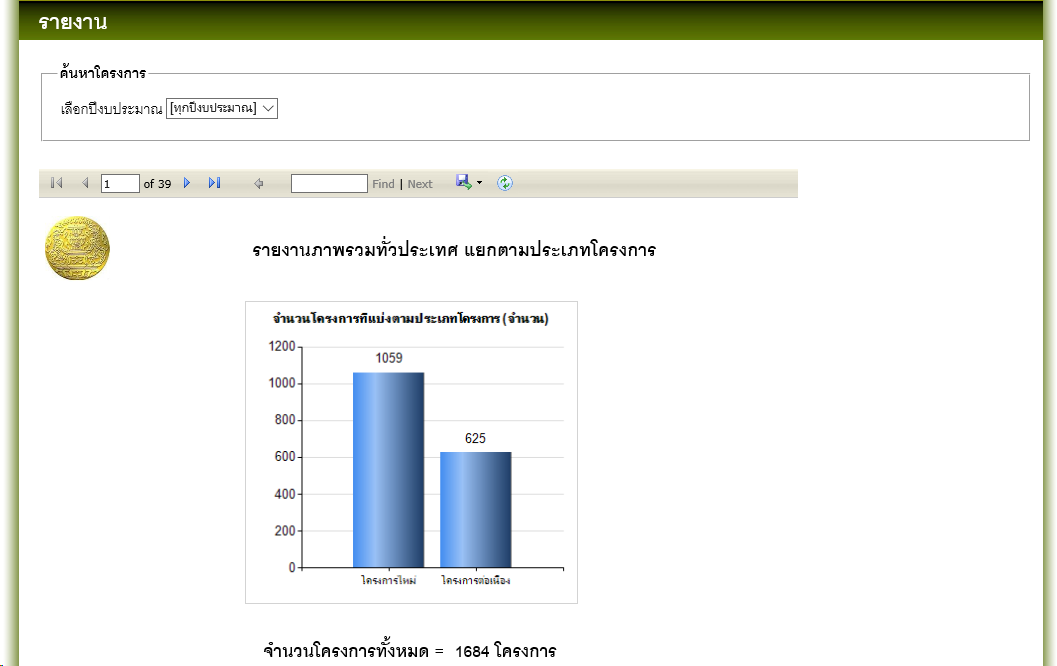 รายงาน
ค้นหาโครงการ
เลือกปีงบประมาณ [ทุกปีงบประมาณ]
1 of 39 Find | Next
รายงานภาพรวมทั่วประเทศ แยกตามประเภทโครงการ
จำนวนโครงการที่แบ่งตามประเภทโครงการ (จำนวน)
1200
1059
1000
800
625
600
400
200
0
โครงการใหม่ โครงการต่อเนื่อง
จำนวนโครงการทั้งหมด = 1684 โครงการ